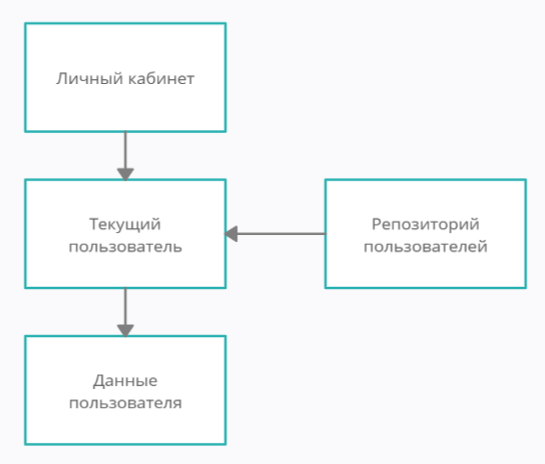 Личный кабинет
Текущий
пользователь
Репозиторий
пользователей
Данные
пользователя